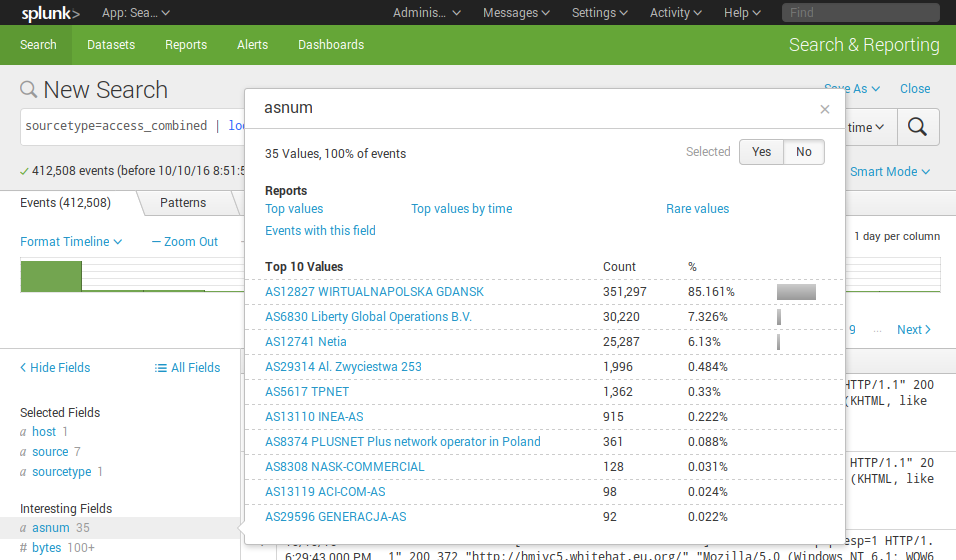 splunk> App: Sea... Adminis... Messages Settings Activity Help Find
Search Datasets Reports Alerts Dashboards Search & Reporting
New Search
Save As Close
sourcetype=access_combined | loo
time
412,508 events (before 10/10/16 8:51:5
Smart Mode
Events (412,508) Patterns
Format Timeline — Zoom Out
1 day per column
9 ... Next >
< Hide Fields All Fields
Selected Fields
a host 1
a source 7
a sourcetype 1
Interesting Fields
a asnum 35
# bytes 100+
asnum ×
35 Values, 100% of events Selected Yes No
Reports
Top values Top values by time Rare values
Events with this field
Top 10 Values Count %
AS12827 WIRTUALNAPOLSKA GDANSK 351,297 85.161%
AS6830 Liberty Global Operations B.V. 30,220 7.326%
AS12741 Netia 25,287 6.13%
AS29314 Al. Zwyciestwa 253 1,996 0.484%
AS5617 TPNET 1,362 0.33%
AS13110 INEA-AS 915 0.222%
AS8374 PLUSNET Plus network operator in Poland 361 0.088%
AS8308 NASK-COMMERCIAL 128 0.031%
AS13119 ACI-COM-AS 98 0.024%
AS29596 GENERACJA-AS 92 0.022%
HTTP/1.1" 200
(KHTML, like
HTTP/1.1" 20
(KHTML, like
esp=1 HTTP/1.
6:29:43.000 PM 1" 200 372 "http://hmivc5.whitehat.eu.org/" "Mozilla/5.0 (Windows NT 6.1; WOW6